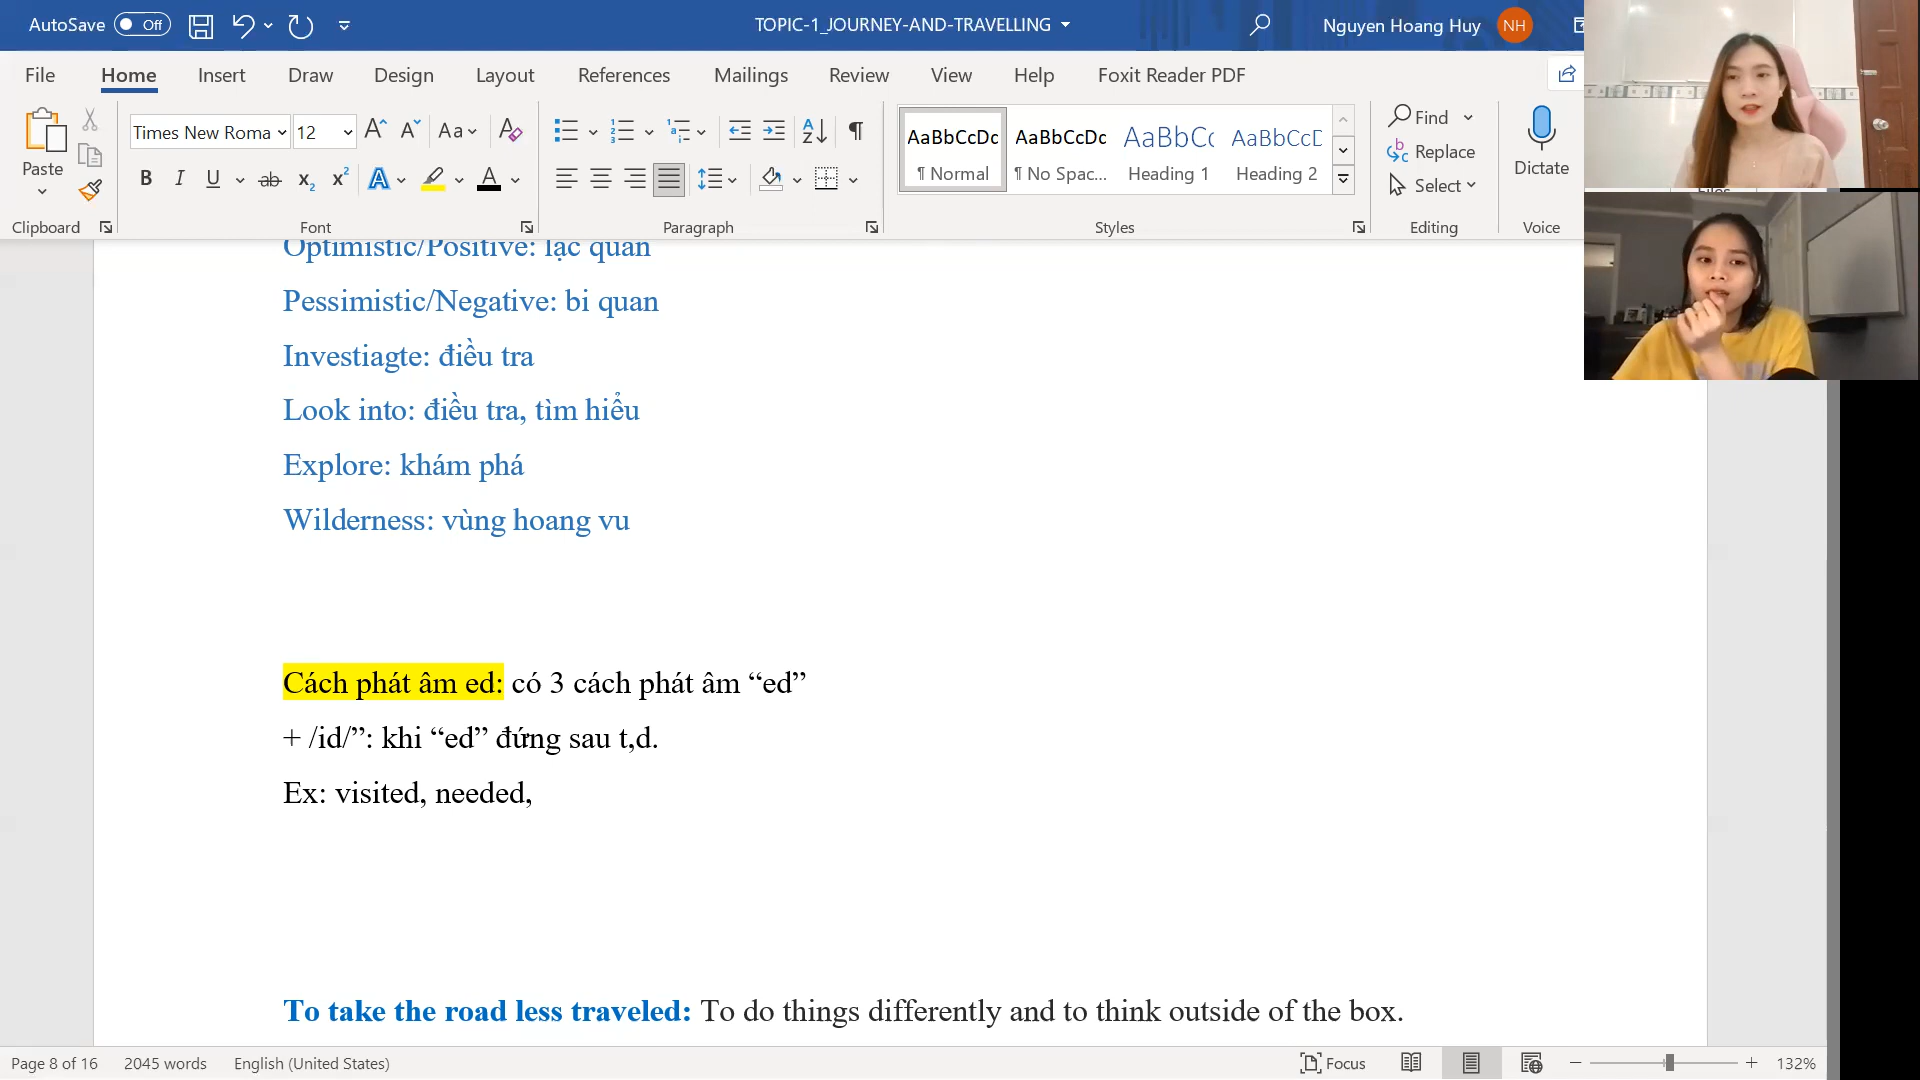 AutoSave Off
TOPIC-1_JOURNEY-AND-TRAVELLING
Nguyen Hoang Huy NH
File Home Insert Draw Design Layout References Mailings Review View Help Foxit Reader PDF
Paste
Clipboard
Times New Roma 12
Aa
B I U ab x₂ x² A A
Font
Paragraph
AaBbCcDc AaBbCcDc AaBbCc AaBbCcD
¶ Normal ¶ No Spac... Heading 1 Heading 2
Styles
Find
Replace
Select
Editing
Dictate
Voice
Files
Optimistic/Positive: lạc quan
Pessimistic/Negative: bi quan
Investiagte: điều tra
Look into: điều tra, tìm hiểu
Explore: khám phá
Wilderness: vùng hoang vu
Cách phát âm ed: có 3 cách phát âm “ed”
+ /id/”: khi “ed” đứng sau t,d.
Ex: visited, needed,
To take the road less traveled: To do things differently and to think outside of the box.
Page 8 of 16 2045 words English (United States) Focus 132%